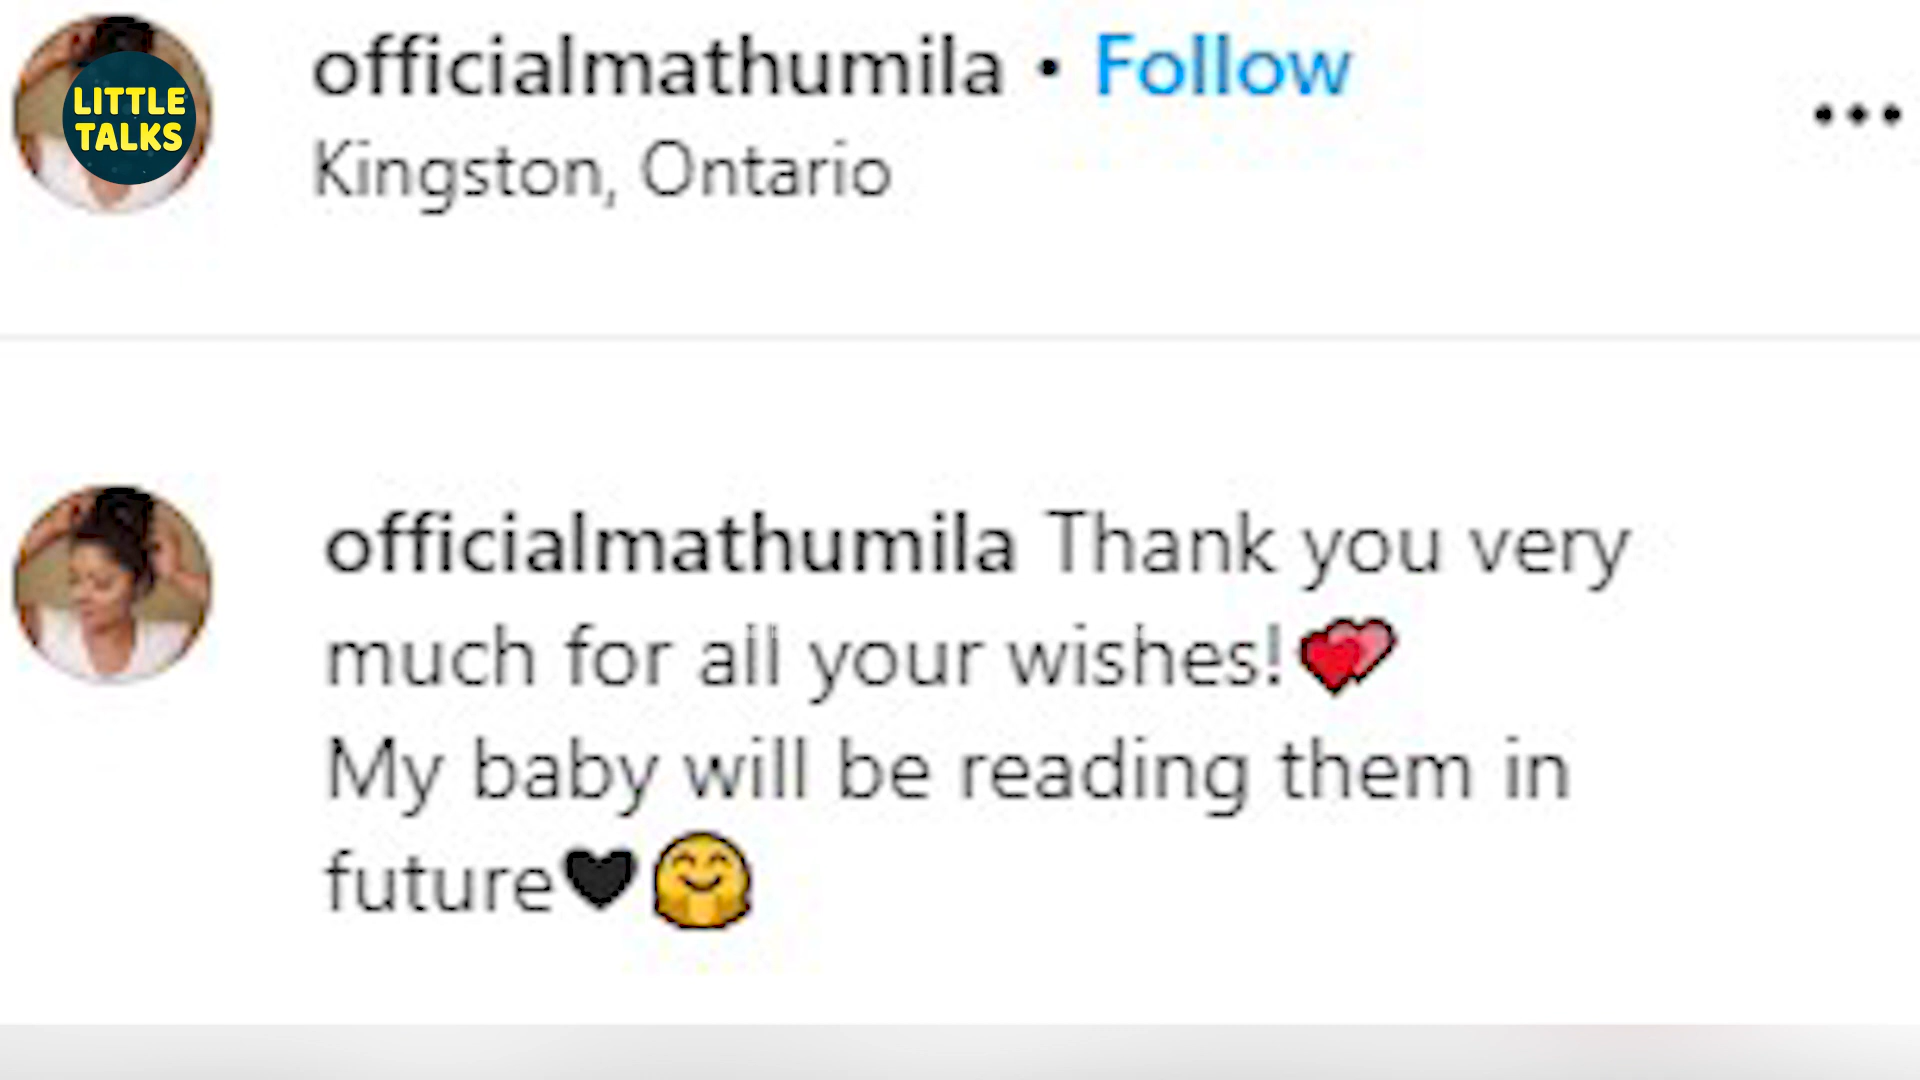 LITTLE
TALKS
officialmathumila • Follow
Kingston, Ontario
officialmathumila Thank you very
much for all your wishes!💕
My baby will be reading them in
future🖤🤗